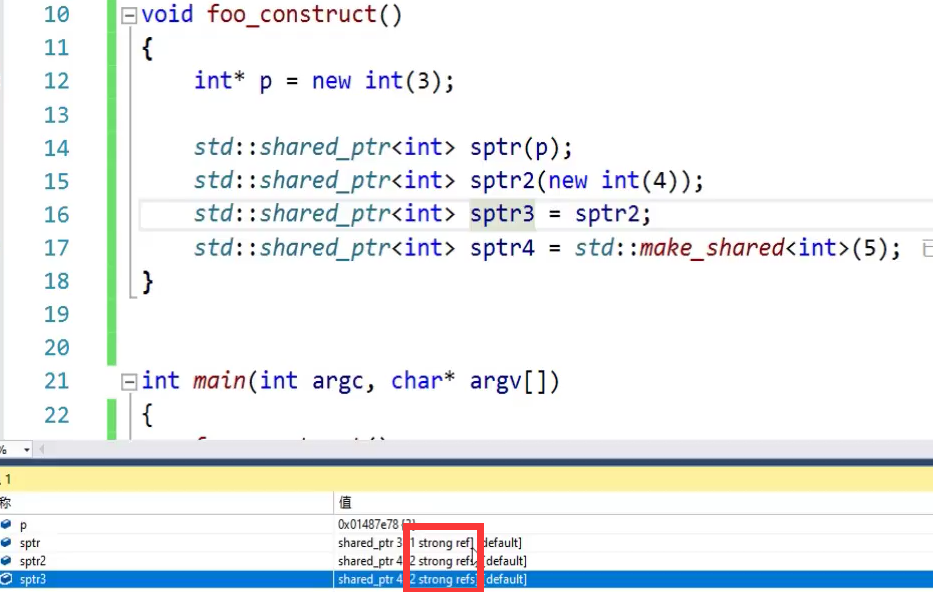 10 void foo_construct()
11 {
12 int* p = new int(3);
13
14 std::shared_ptr<int> sptr(p);
15 std::shared_ptr<int> sptr2(new int(4));
16 std::shared_ptr<int> sptr3 = sptr2;
17 std::shared_ptr<int> sptr4 = std::make_shared<int>(5);
18 }
19
20
21 int main(int argc, char* argv[])
22 {
%
1
称 值
p 0x01487e78
sptr shared_ptr 3 [1 strong ref] [default]
sptr2 shared_ptr 4 [2 strong refs] [default]
sptr3 shared_ptr 4 [2 strong refs] [default]